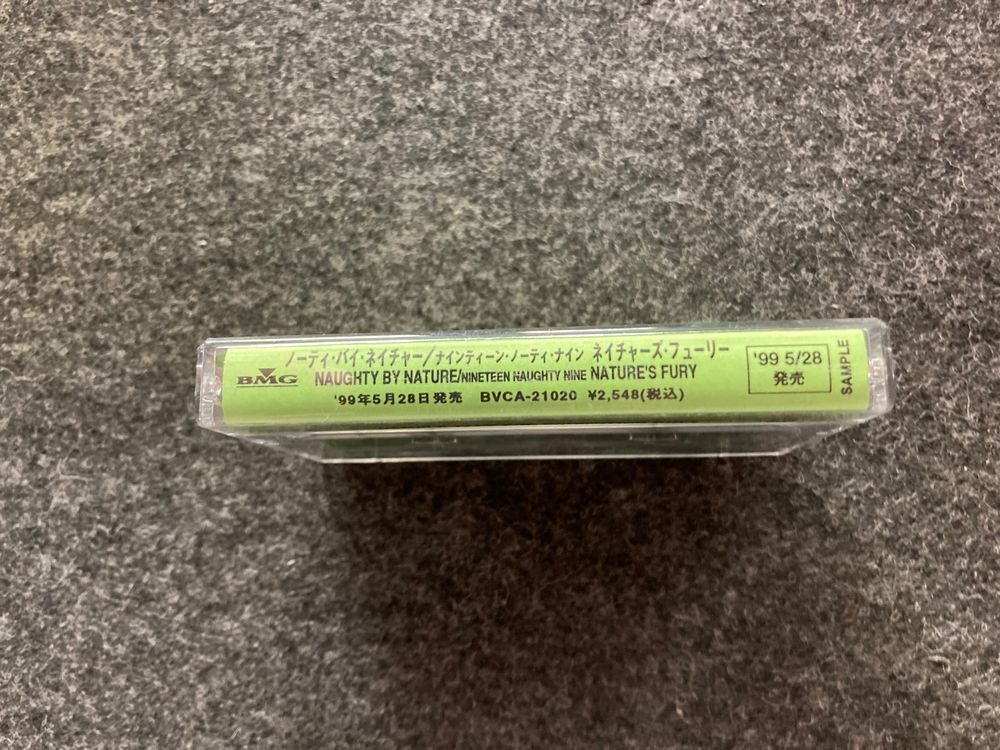 BMG
ノーティ・バイ・ネイチャー/ナインティーン・ノーティ・ナイン ネイチャーズ・フューリー
NAUGHTY BY NATURE/NINETEEN NAUGHTY NINE NATURE'S FURY
'99年5月28日発売 BVCA-21020 ¥2,548(税込)
'99 5/28
発売
SAMPLE